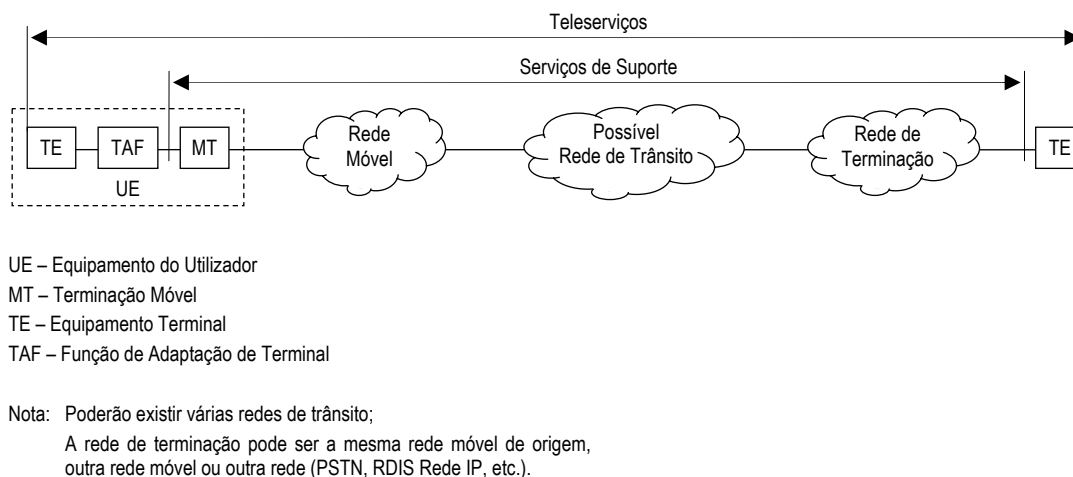 Teleserviços
Serviços de Suporte
TE
TAF
MT
UE
Rede
Móvel
Possível
Rede de Trânsito
Rede de
Terminação
TE
UE – Equipamento do Utilizador
MT – Terminação Móvel
TE – Equipamento Terminal
TAF – Função de Adaptação de Terminal
Nota: Poderão existir várias redes de trânsito;
A rede de terminação pode ser a mesma rede móvel de origem,
outra rede móvel ou outra rede (PSTN, RDIS Rede IP, etc.).